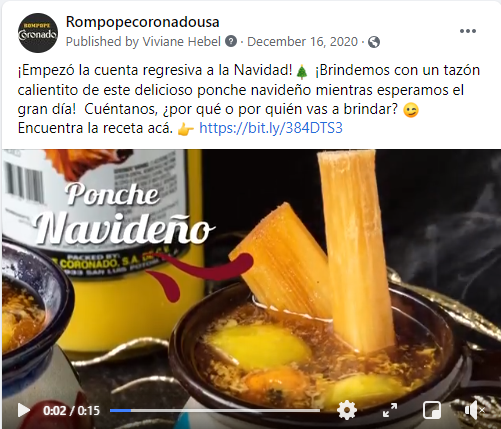 Rompopecoronadousa
Published by Viviane Hebel · December 16, 2020 ·
¡Empezó la cuenta regresiva a la Navidad!🌲 ¡Brindemos con un tazón
calientito de este delicioso ponche navideño mientras esperamos el
gran día! Cuéntanos, ¿por qué o por quién vas a brindar? 😉
Encuentra la receta acá. 👉 https://bit.ly/384DTS3
ROMPOPE
Coronado
Ponche
Navideño
PACKED BY:
CORONADO, S.A. DE
933 SAN LUIS POTOS
0:02 / 0:15